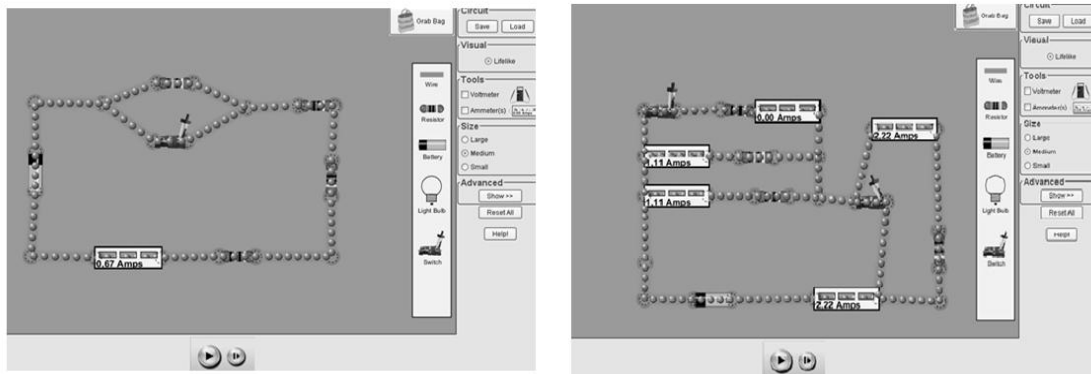 Circuit
Grab Bag
Save
Load
Visual
Lifelike
Tools
Voltmeter
Ammeter(s)
Size
Large
Medium
Small
Advanced
Show >>
Reset All
Help!
Wire
Resistor
Battery
Light Bulb
Switch
0.67 Amps
Circuit
Grab Bag
Save
Load
Visual
Lifelike
Tools
Voltmeter
Ammeter(s)
Size
Large
Medium
Small
Advanced
Show >>
Reset All
Help!
Wire
Resistor
Battery
Light Bulb
Switch
0.00 Amps
2.22 Amps
1.11 Amps
1.11 Amps
2.22 Amps